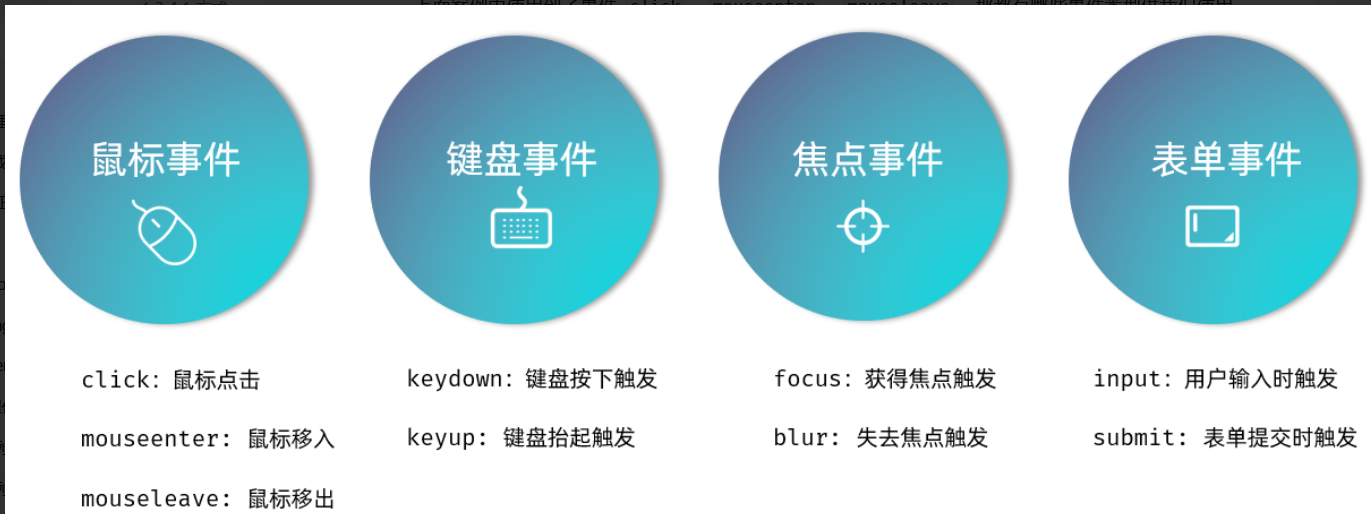 鼠标事件
键盘事件
焦点事件
表单事件
click: 鼠标点击
mouseenter: 鼠标移入
mouseleave: 鼠标移出
keydown: 键盘按下触发
keyup: 键盘抬起触发
focus: 获得焦点触发
blur: 失去焦点触发
input: 用户输入时触发
submit: 表单提交时触发